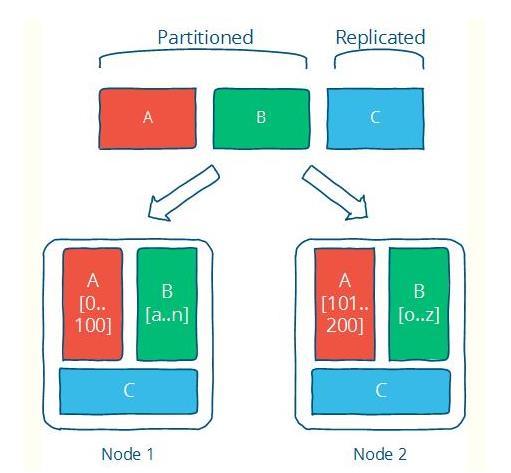 Partitioned
Replicated
A
B
C
A
[0..
100]
B
[a..n]
C
A
[101..
200]
B
[o..z]
C
Node 1
Node 2